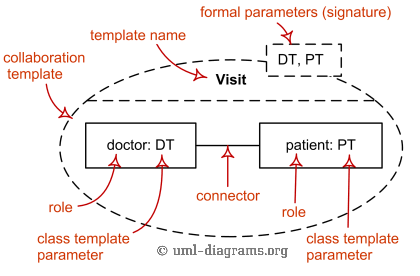 formal parameters (signature)
template name
collaboration
template
DT, PT
Visit
doctor: DT
patient: PT
connector
role
role
class template
parameter
class template
parameter
© uml-diagrams.org